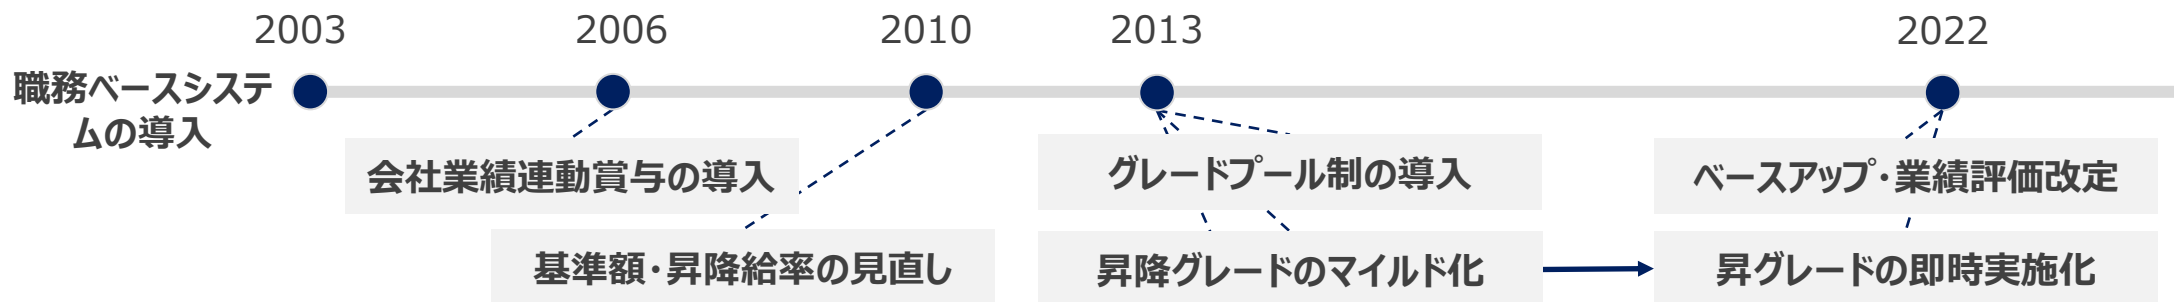 2003
2006
2010
2013
2022
職務ベースシステ
ムの導入
会社業績連動賞与の導入
グレードプール制の導入
ベースアップ・業績評価改定
基準額・昇降給率の見直し
昇降グレードのマイルド化
昇グレードの即時実施化